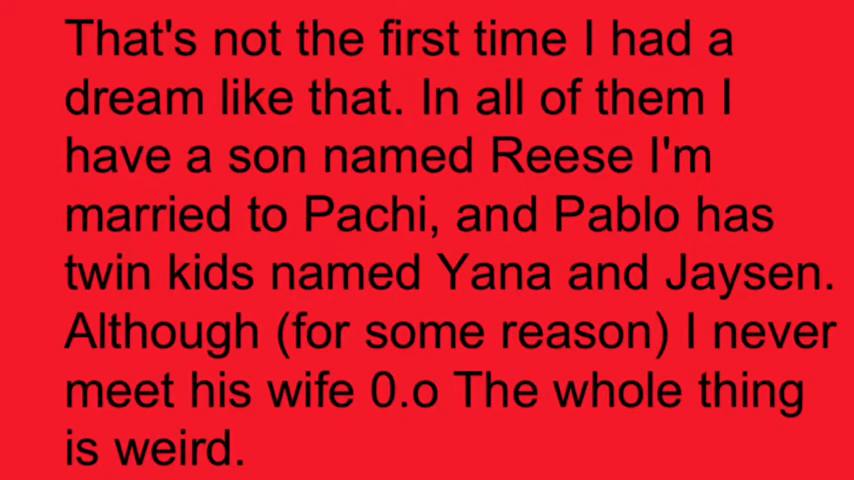 That's not the first time I had a
dream like that. In all of them I
have a son named Reese I'm
married to Pachi, and Pablo has
twin kids named Yana and Jaysen.
Although (for some reason) I never
meet his wife 0.o The whole thing
is weird.